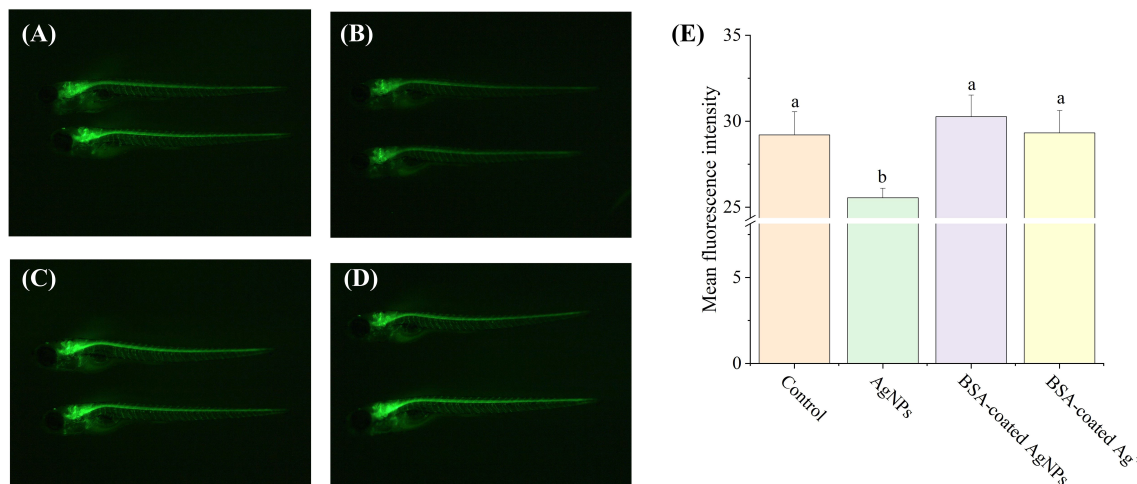 (A)
(B)
(C)
(D)
(E)
Mean fluorescence intensity
35
30
25
5
0
a
b
a
a
Control
AgNPs
BSA-coated AgNPs
BSA-coated Ag+